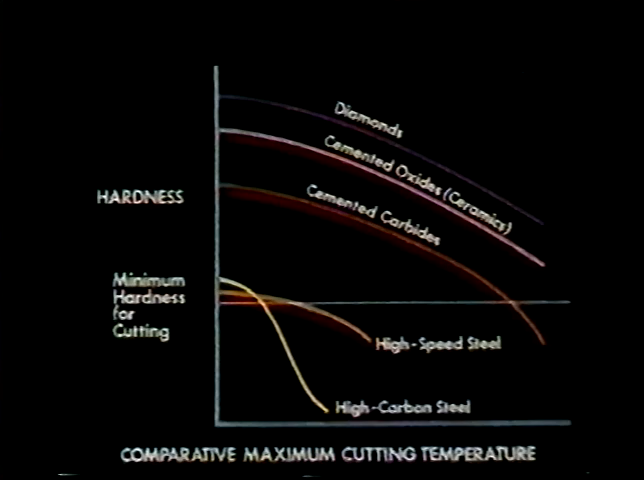 Diamonds
Cemented Oxides (Ceramics)
HARDNESS
Cemented Carbides
Minimum
Hardness
for
Cutting
High-Speed Steel
High-Carbon Steel
COMPARATIVE MAXIMUM CUTTING TEMPERATURE